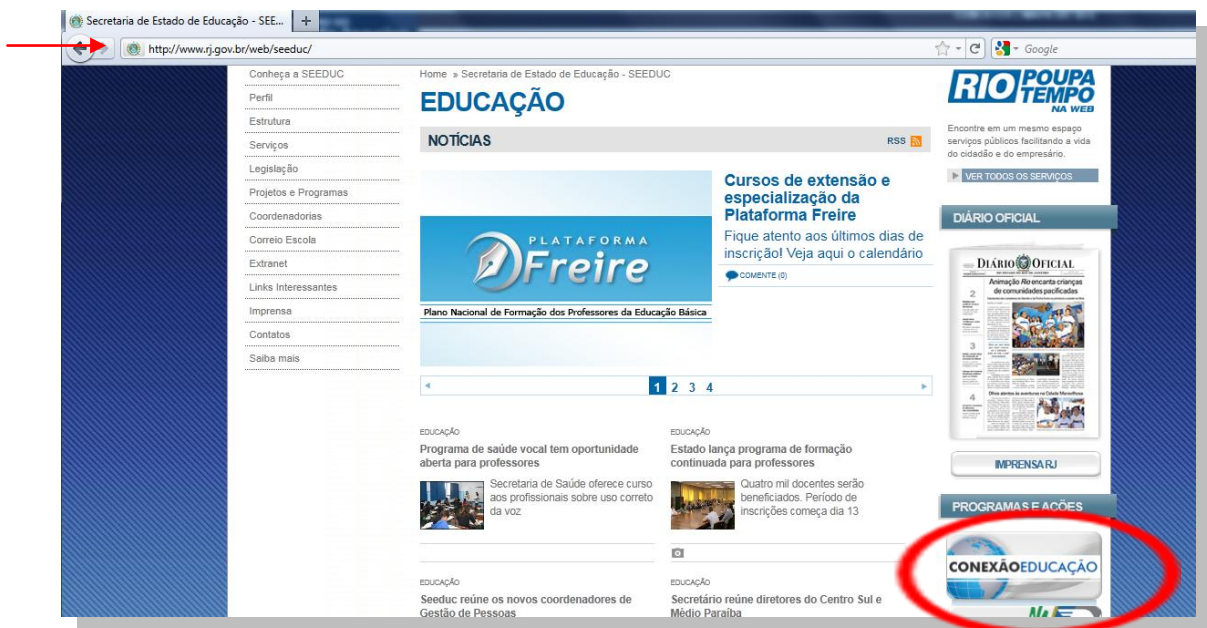 Secretaria de Estado de Educação - SEE...
http://www.rj.gov.br/web/seeduc/
Google
Conheça a SEEDUC
Perfil
Estrutura
Serviços
Legislação
Projetos e Programas
Coordenadorias
Correio Escola
Extranet
Links Interessantes
Imprensa
Contatos
Saiba mais
Home » Secretaria de Estado de Educação - SEEDUC
EDUCAÇÃO
NOTÍCIAS
RSS
PLATAFORMA
Freire
Plano Nacional de Formação dos Professores da Educação Básica
Cursos de extensão e
especialização da
Plataforma Freire
Fique atento aos últimos dias de
inscrição! Veja aqui o calendário
COMENTE (0)
1 2 3 4
EDUCAÇÃO
Programa de saúde vocal tem oportunidade
aberta para professores
Secretaria de Saúde oferece curso
aos profissionais sobre uso correto
da voz
EDUCAÇÃO
Estado lança programa de formação
continuada para professores
Quatro mil docentes serão
beneficiados. Período de
inscrições começa dia 13
EDUCAÇÃO
Seeduc reúne os novos coordenadores de
Gestão de Pessoas
EDUCAÇÃO
Secretário reúne diretores do Centro Sul e
Médio Paraíba
RIO POUPA
TEMPO
NA WEB
Encontre em um mesmo espaço
serviços públicos facilitando a vida
do cidadão e do empresário.
VER TODOS OS SERVIÇOS
DIÁRIO OFICIAL
DIÁRIO OFICIAL
Animação Rio encanta crianças
de comunidades pacificadas
2
3
4
IMPRENSA RJ
PROGRAMAS E AÇÕES
CONEXÃOEDUCAÇÃO